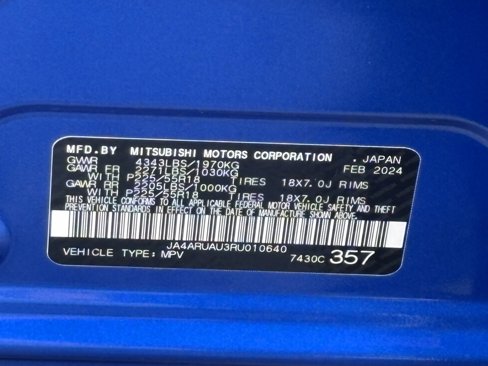 MFD.BY MITSUBISHI MOTORS CORPORATION , JAPAN
GVWR 4343LBS/1970KG FEB 2024
GAWR FR 2271LBS/1030KG
WITH P225/55R18 TIRES 18X7.0J RIMS
GAWR RR 2205LBS/1000KG
WITH P225/55R18 TIRES 18X7.0J RIMS
THIS VEHICLE CONFORMS TO ALL APPLICABLE FEDERAL MOTOR VEHICLE SAFETY AND THEFT
PREVENTION STANDARDS IN EFFECT ON THE DATE OF MANUFACTURE SHOWN ABOVE.
JA4ARUAU3RU010640
VEHICLE TYPE: MPV 7430C 357